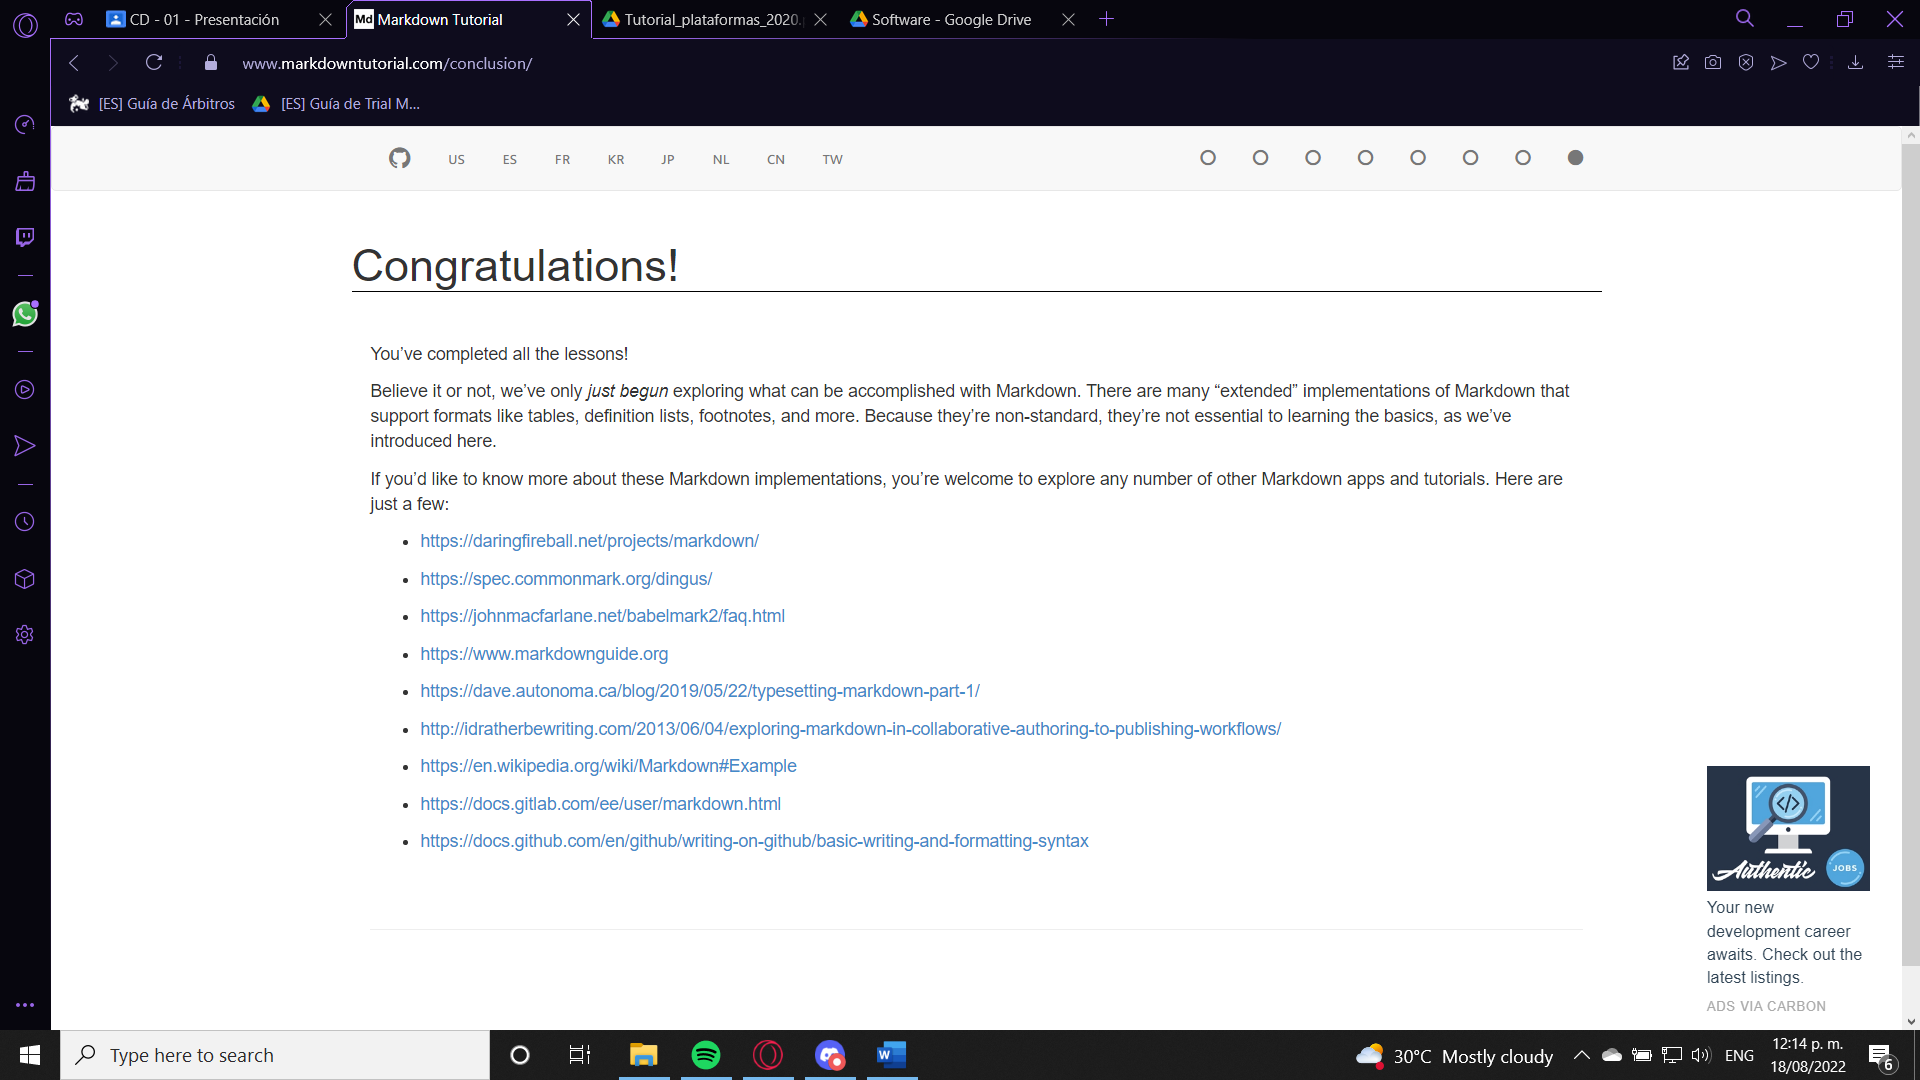 CD - 01 - Presentación
Md Markdown Tutorial
Tutorial_plataformas_2020.
Software - Google Drive
www.markdowntutorial.com/conclusion/
[ES] Guía de Árbitros
[ES] Guía de Trial M...
US ES FR KR JP NL CN TW
Congratulations!
You’ve completed all the lessons!
Believe it or not, we’ve only just begun exploring what can be accomplished with Markdown. There are many “extended” implementations of Markdown that
support formats like tables, definition lists, footnotes, and more. Because they’re non-standard, they’re not essential to learning the basics, as we’ve
introduced here.
If you’d like to know more about these Markdown implementations, you’re welcome to explore any number of other Markdown apps and tutorials. Here are
just a few:
https://daringfireball.net/projects/markdown/
https://spec.commonmark.org/dingus/
https://johnmacfarlane.net/babelmark2/faq.html
https://www.markdownguide.org
https://dave.autonoma.ca/blog/2019/05/22/typesetting-markdown-part-1/
http://idratherbewriting.com/2013/06/04/exploring-markdown-in-collaborative-authoring-to-publishing-workflows/
https://en.wikipedia.org/wiki/Markdown#Example
https://docs.gitlab.com/ee/user/markdown.html
https://docs.github.com/en/github/writing-on-github/basic-writing-and-formatting-syntax
</>
Authentic JOBS
Your new
development career
awaits. Check out the
latest listings.
ADS VIA CARBON
Type here to search
W
30°C Mostly cloudy
ENG
12:14 p. m.
18/08/2022
6